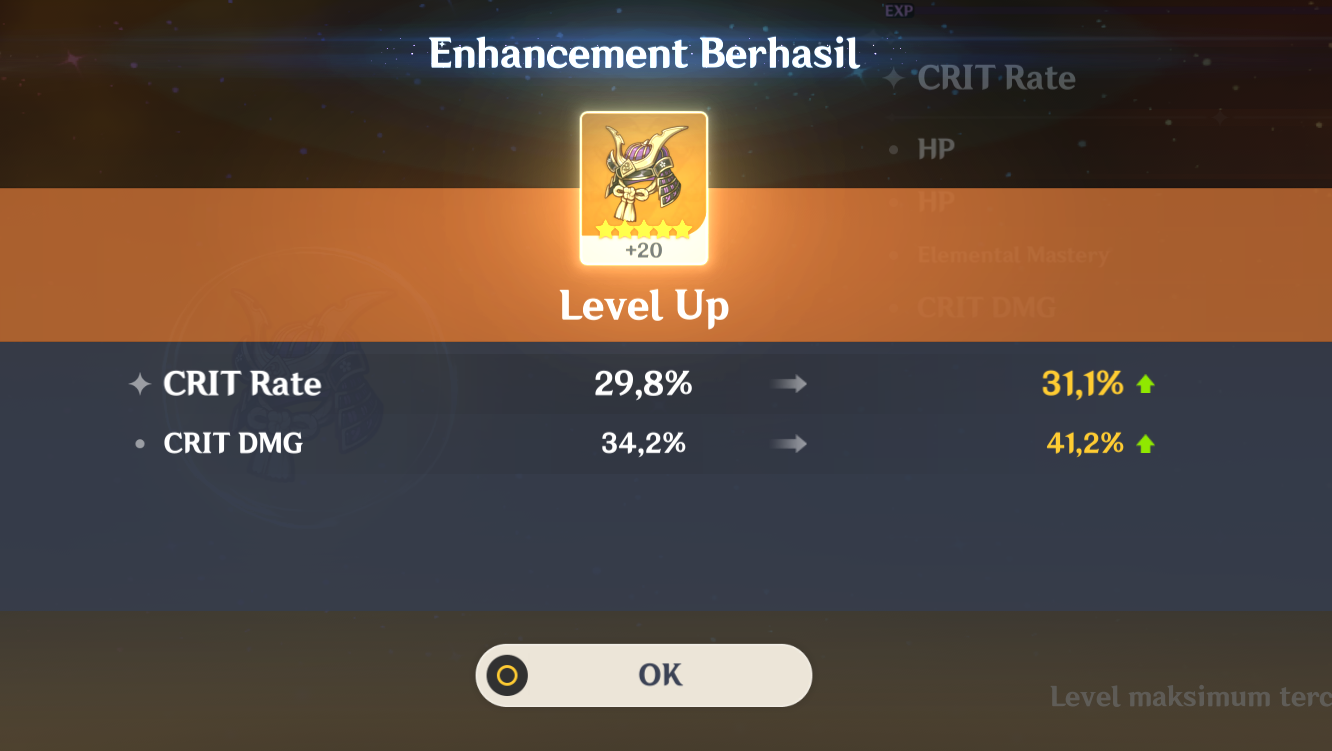 EXP
Enhancement Berhasil
CRIT Rate
HP
HP
+20
Elemental Mastery
CRIT DMG
Level Up
CRIT Rate 29,8% 31,1%
CRIT DMG 34,2% 41,2%
OK
Level maksimum terc